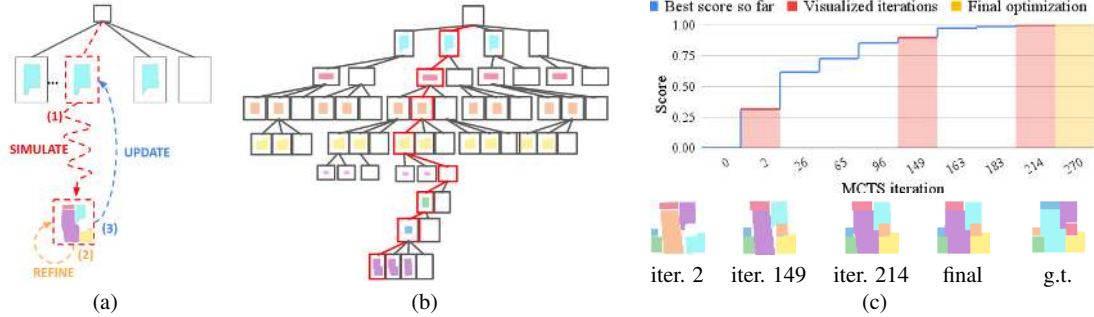 ...
(1)
SIMULATE
UPDATE
(3)
(2)
REFINE
(a)
(b)
Best score so far
Visualized iterations
Final optimization
1.00
0.75
0.50
0.25
0.00
Score
0 2 26 65 96 149 163 183 214 270
MCTS iteration
iter. 2 iter. 149 iter. 214 final g.t.
(c)